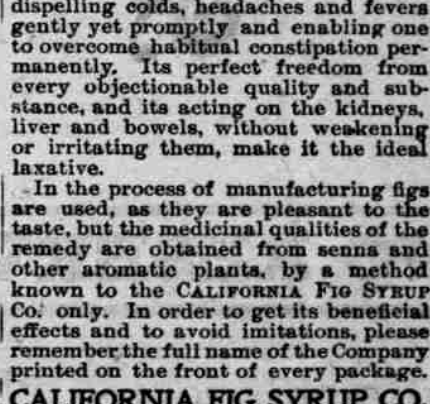 dispelling colds, headaches and fevers
gently yet promptly and enabling one
to overcome habitual constipation per-
manently. Its perfect freedom from
every objectionable quality and sub-
stance, and its acting on the kidneys,
liver and bowels, without weakening
or irritating them, make it the ideal
laxative.
In the process of manufacturing figs
are used, as they are pleasant to the
taste, but the medicinal qualities of the
remedy are obtained from senna and
other aromatic plants, by a method
known to the CALIFORNIA FIG SYRUP
CO. only. In order to get its beneficial
effects and to avoid imitations, please
remember the full name of the Company
printed on the front of every package.
CALIFORNIA FIG SYRUP CO.